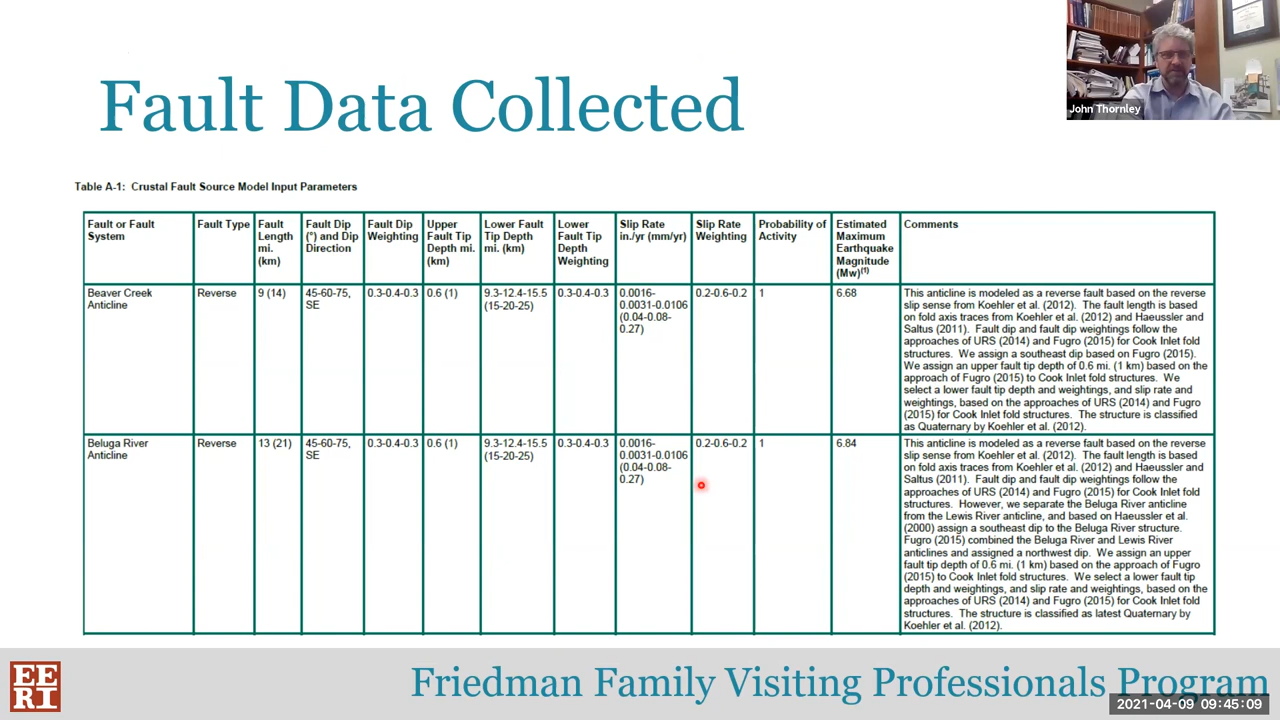 John Thornley
Fault Data Collected
Table A-1: Crustal Fault Source Model Input Parameters
Fault or Fault
System
Fault Type
Fault
Length
mi.
(km)
Fault Dip
(°) and Dip
Direction
Fault Dip
Weighting
Upper
Fault Tip
Depth mi.
(km)
Lower Fault
Tip Depth
mi. (km)
Lower
Fault Tip
Depth
Weighting
Slip Rate
in./yr (mm/yr)
Slip Rate
Weighting
Probability of
Activity
Estimated
Maximum
Earthquake
Magnitude
(Mw)(1)
Comments
Beaver Creek
Anticline
Reverse
9 (14)
45-60-75,
SE
0.3-0.4-0.3
0.6 (1)
9.3-12.4-15.5
(15-20-25)
0.3-0.4-0.3
0.0016-
0.0031-0.0106
(0.04-0.08-
0.27)
0.2-0.6-0.2
1
6.68
This anticline is modeled as a reverse fault based on the reverse
slip sense from Koehler et al. (2012). The fault length is based
on fold axis traces from Koehler et al. (2012) and Haeussler and
Saltus (2011). Fault dip and fault dip weightings follow the
approaches of URS (2014) and Fugro (2015) for Cook Inlet fold
structures. We assign a southeast dip based on Fugro (2015).
We assign an upper fault tip depth of 0.6 mi. (1 km) based on the
approach of Fugro (2015) to Cook Inlet fold structures. We
select a lower fault tip depth and weightings, and slip rate and
weightings, based on the approaches of URS (2014) and Fugro
(2015) for Cook Inlet fold structures. The structure is classified
as Quaternary by Koehler et al. (2012).
Beluga River
Anticline
Reverse
13 (21)
45-60-75,
SE
0.3-0.4-0.3
0.6 (1)
9.3-12.4-15.5
(15-20-25)
0.3-0.4-0.3
0.0016-
0.0031-0.0106
(0.04-0.08-
0.27)
0.2-0.6-0.2
1
6.84
This anticline is modeled as a reverse fault based on the reverse
slip sense from Koehler et al. (2012). The fault length is based
on fold axis traces from Koehler et al. (2012) and Haeussler and
Saltus (2011). Fault dip and fault dip weightings follow the
approaches of URS (2014) and Fugro (2015) for Cook Inlet fold
structures. However, we separate the Beluga River anticline
from the Lewis River anticline, and based on Haeussler et al.
(2000) assign a southeast dip to the Beluga River structure.
Fugro (2015) combined the Beluga River and Lewis River
anticlines and assigned a northwest dip. We assign an upper
fault tip depth of 0.6 mi. (1 km) based on the approach of Fugro
(2015) to Cook Inlet fold structures. We select a lower fault tip
depth and weightings, and slip rate and weightings, based on the
approaches of URS (2014) and Fugro (2015) for Cook Inlet fold
structures. The structure is classified as latest Quaternary by
Koehler et al. (2012).
EE
RI
Friedman Family Visiting Professionals Program
2021-04-09 09:45:09